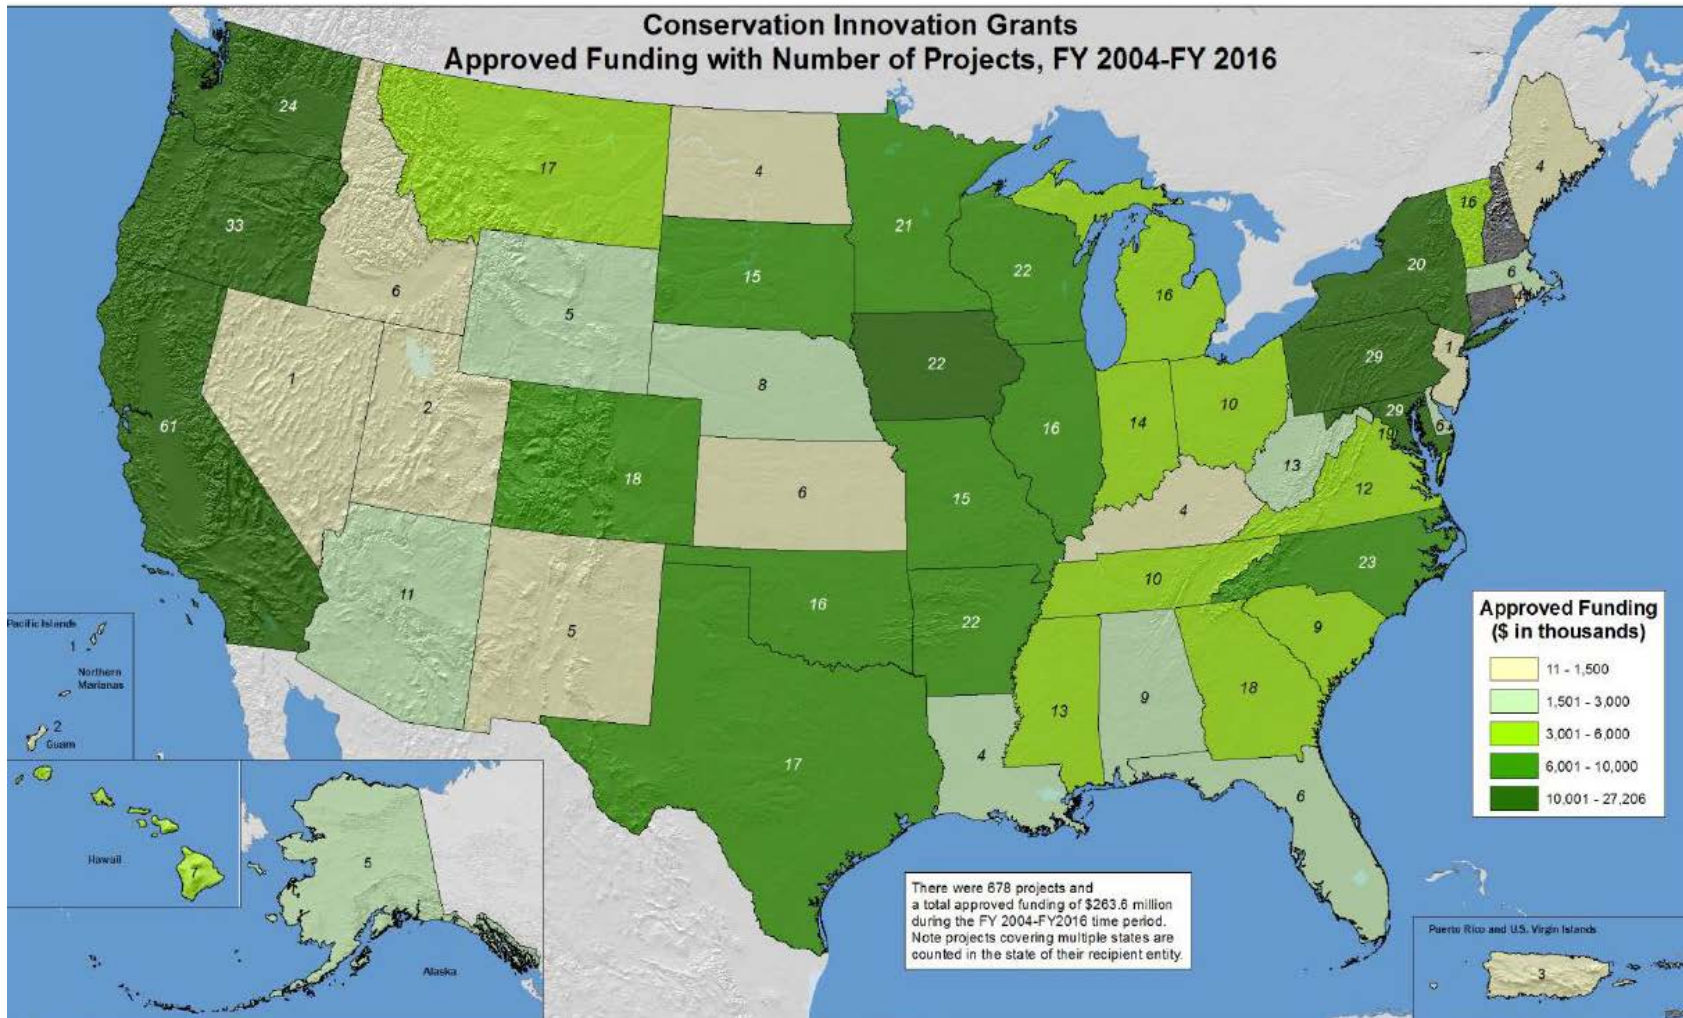 Conservation Innovation Grants
Approved Funding with Number of Projects, FY 2004-FY 2016
24
17
4
4
33
15
21
22
16
16
20
6
4
6
5
22
29
1
1
2
8
16
14
10
29
6
19
61
18
6
15
13
12
4
11
5
16
22
10
23
9
17
4
13
9
18
6
Approved Funding
($ in thousands)
11 - 1,500
1,501 - 3,000
3,001 - 6,000
6,001 - 10,000
10,001 - 27,206
Pacific Islands
1
Northern
Marianas
2
Guam
Hawaii
7
5
Alaska
There were 678 projects and
a total approved funding of $263.6 million
during the FY 2004-FY2016 time period.
Note projects covering multiple states are
counted in the state of their recipient entity.
Puerto Rico and U.S. Virgin Islands
3